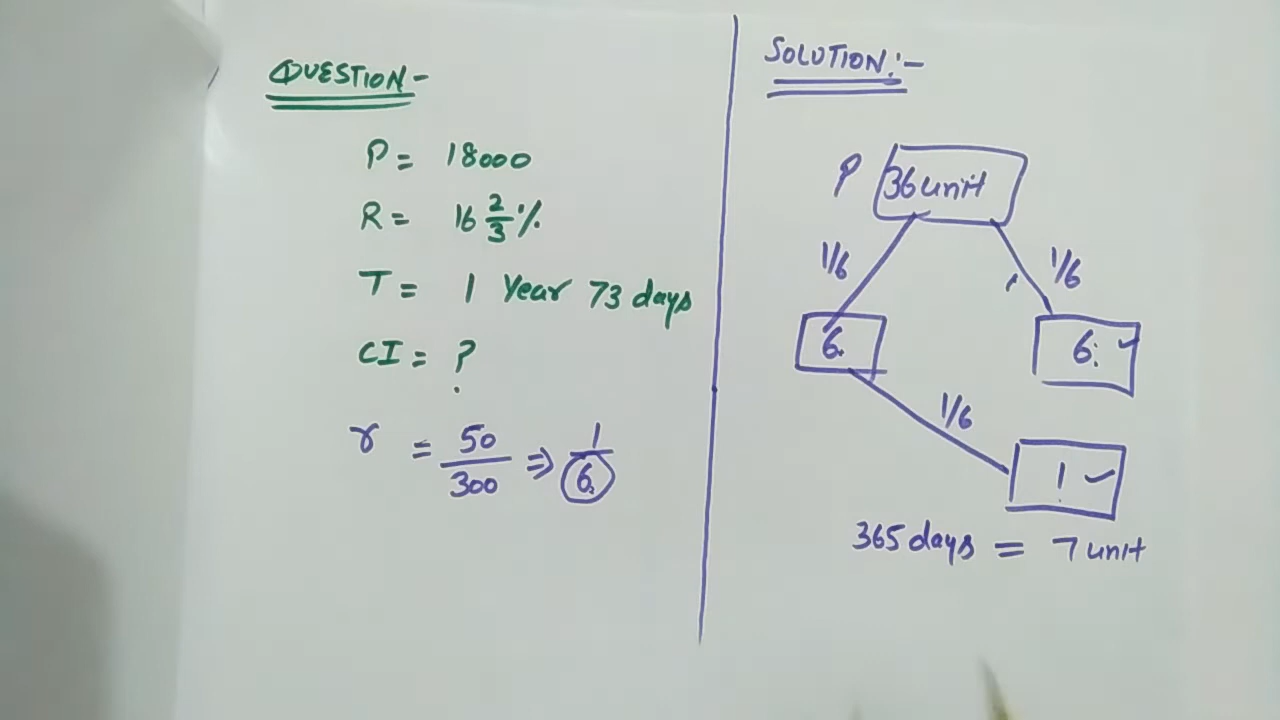 QUESTION-
P = 18000
R = 16 2/3 %
T = 1 Year 73 days
CI = ?
r = 50/300 ⇒ 1/6
SOLUTION:-
P 36 unit
1/6 1/6
6 6
1/6
1
365 days = 7 unit